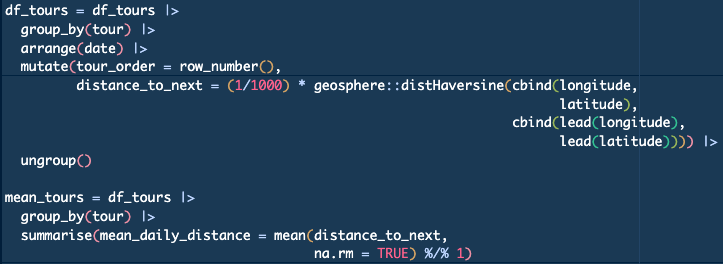 df_tours = df_tours |>
  group_by(tour) |>
  arrange(date) |>
  mutate(tour_order = row_number(),
         distance_to_next = (1/1000) * geosphere::distHaversine(cbind(longitude,
                                                                      latitude),
                                                                cbind(lead(longitude),
                                                                      lead(latitude)))) |>
  ungroup()

mean_tours = df_tours |>
  group_by(tour) |>
  summarise(mean_daily_distance = mean(distance_to_next,
                                       na.rm = TRUE) %/% 1)